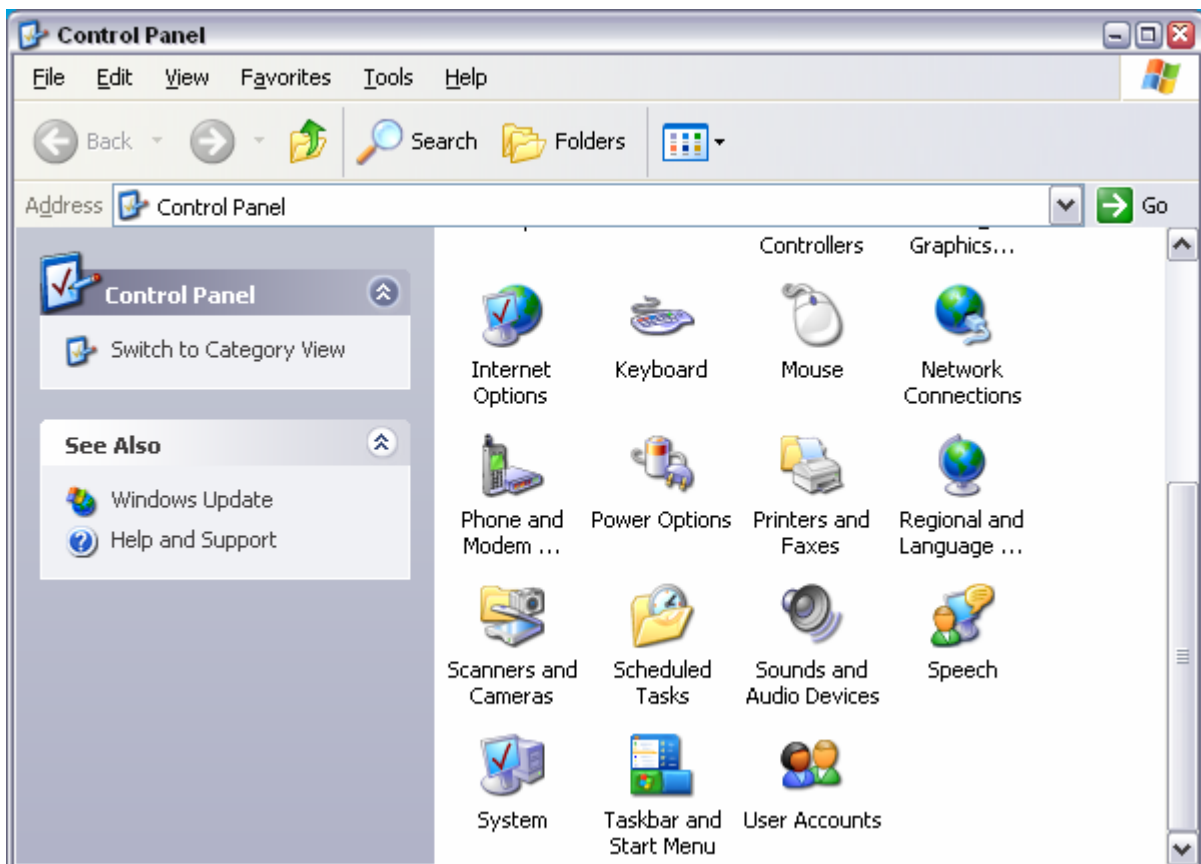 Control Panel
File Edit View Favorites Tools Help
Back Search Folders
Address Control Panel Go
Control Panel
Switch to Category View
See Also
Windows Update
Help and Support
Controllers Graphics...
Internet Keyboard Mouse Network
Options Connections
Phone and Power Options Printers and Regional and
Modem ... Faxes Language ...
Scanners and Scheduled Sounds and Speech
Cameras Tasks Audio Devices
System Taskbar and User Accounts
Start Menu